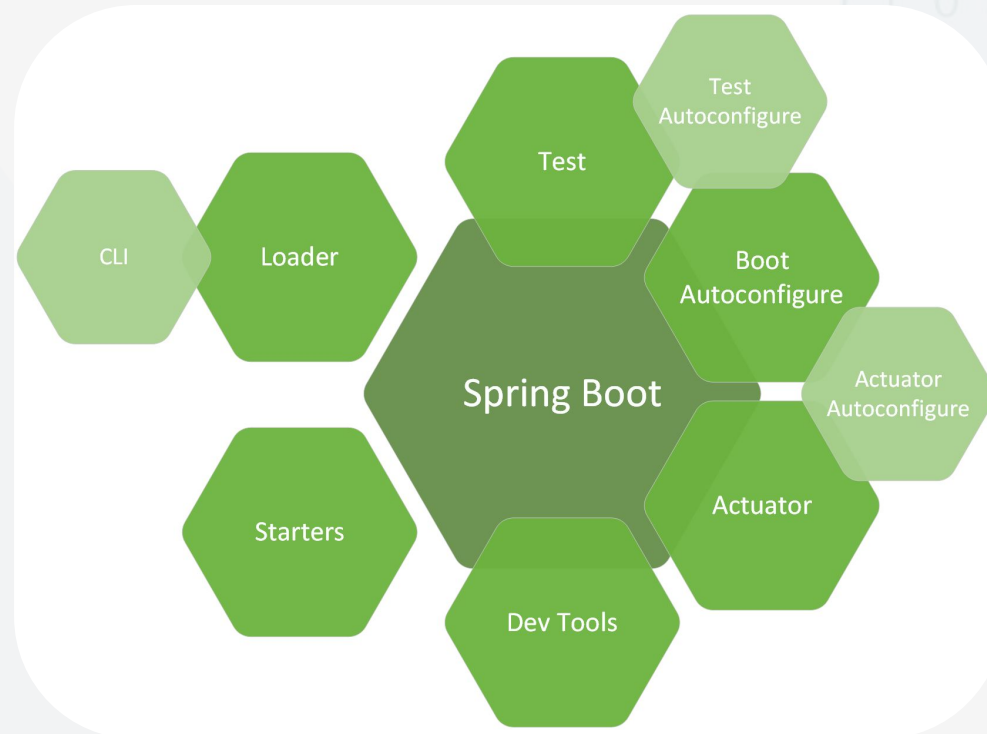 Test
Autoconfigure
Test
CLI
Loader
Boot
Autoconfigure
Spring Boot
Actuator
Autoconfigure
Starters
Actuator
Dev Tools